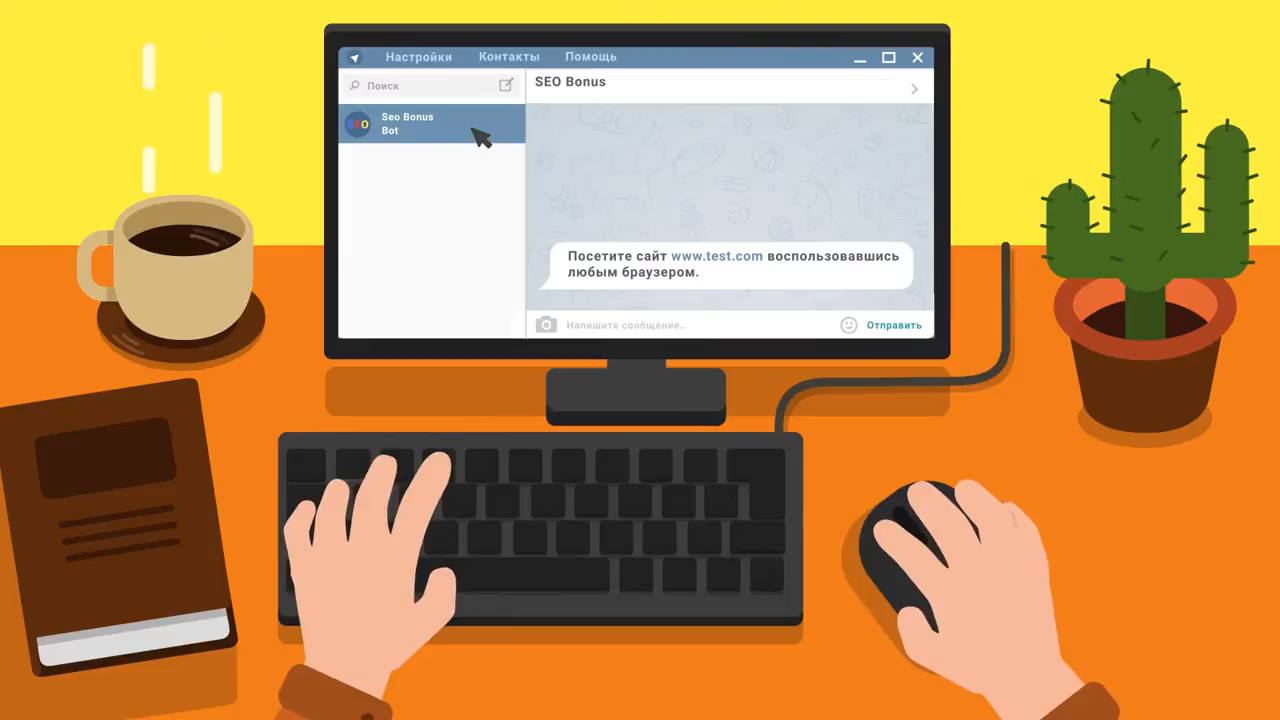 Настройки Контакты Помощь
Поиск
SEO Bonus
SEO
Seo Bonus
Bot
Посетите сайт www.test.com воспользовавшись
любым браузером.
Напишите сообщение..
Отправить